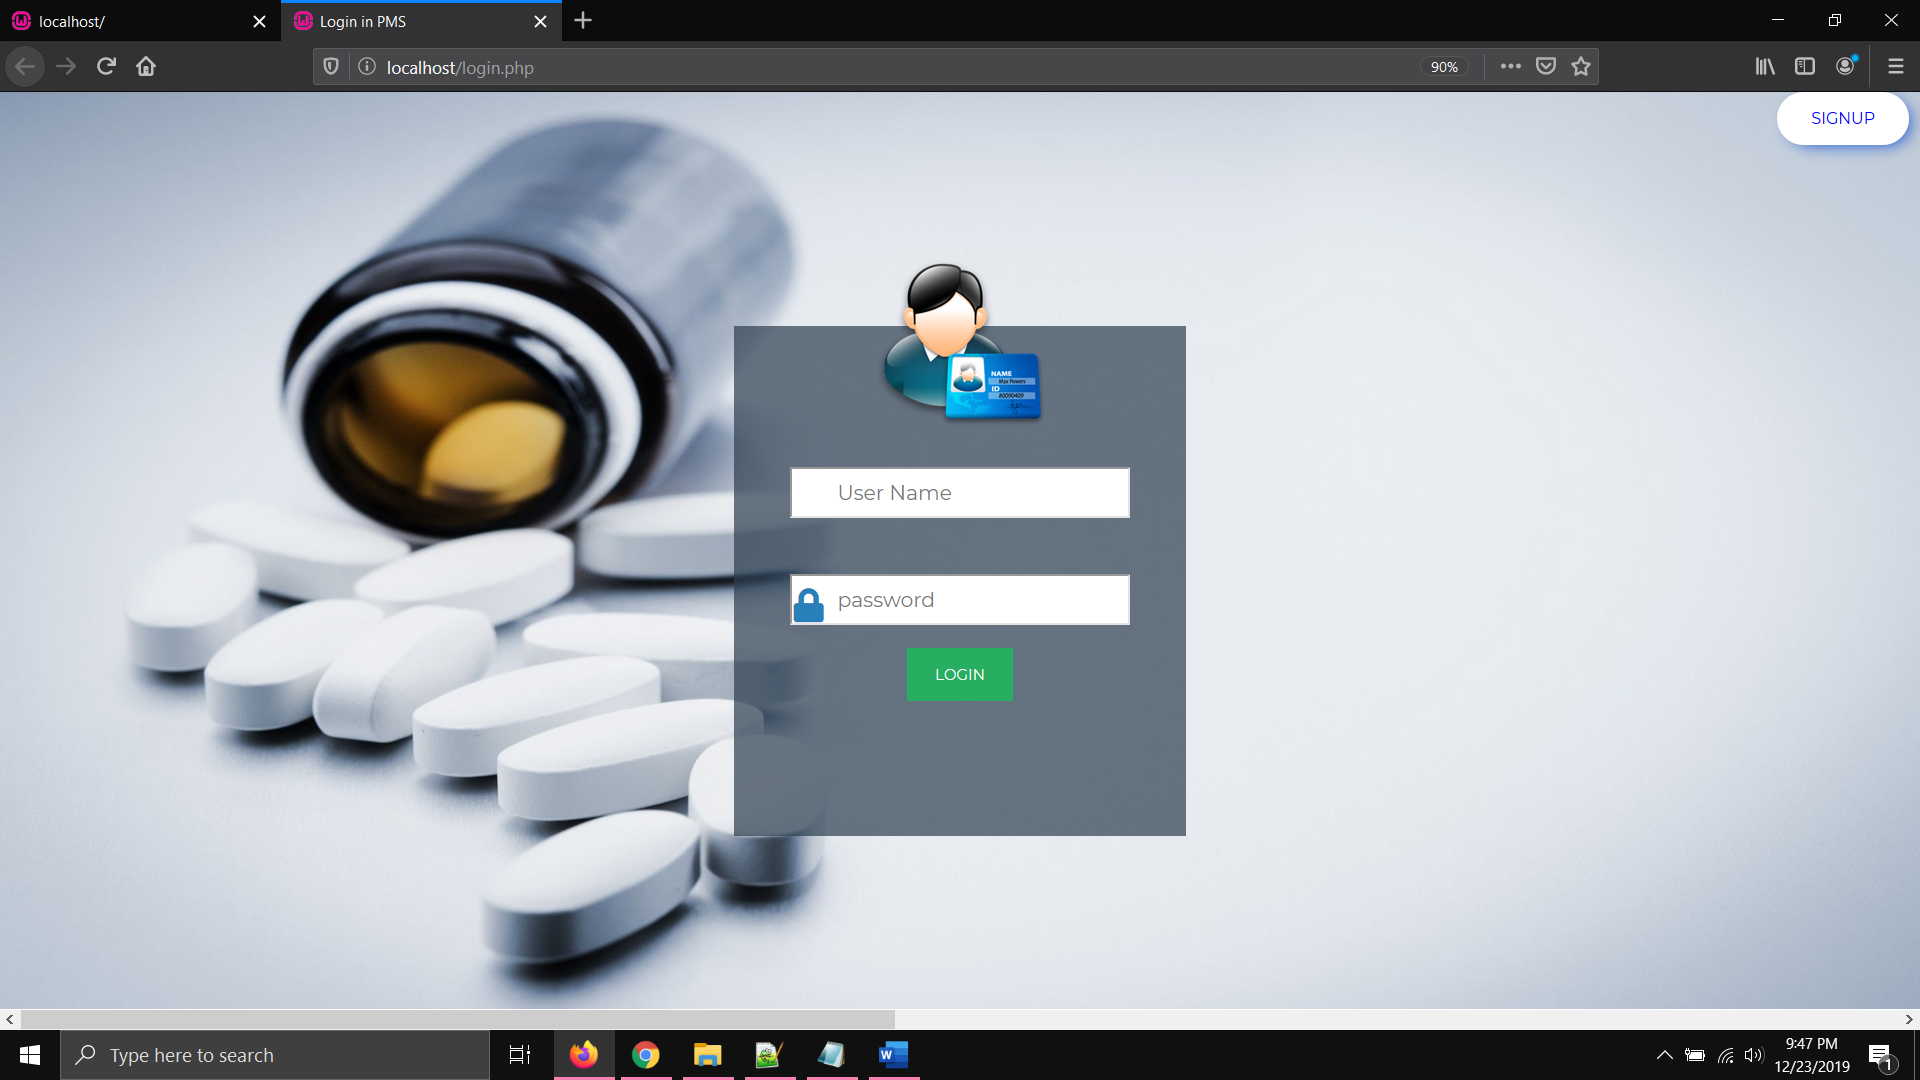 localhost/
Login in PMS
localhost/login.php
90%
SIGNUP
NAME
Max Powers
ID
80090409
User Name
password
LOGIN
Type here to search
W
9:47 PM
12/23/2019
1